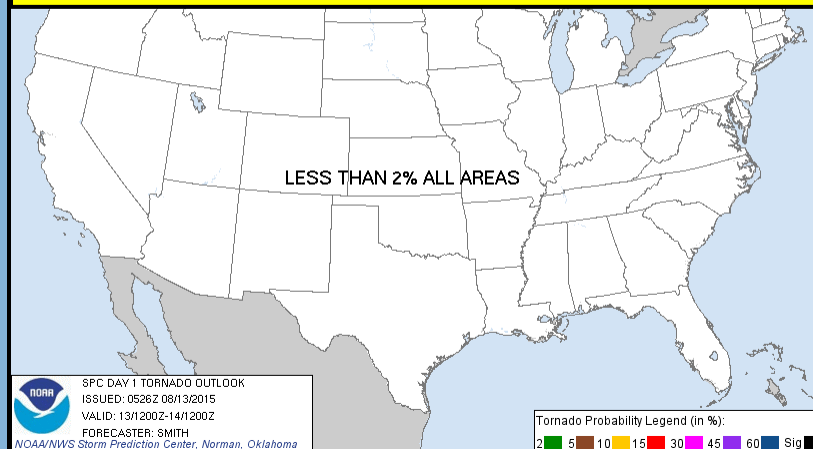 LESS THAN 2% ALL AREAS
NOAA
SPC DAY 1 TORNADO OUTLOOK
ISSUED: 0526Z 08/13/2015
VALID: 13/1200Z-14/1200Z
FORECASTER: SMITH
NOAA/NWS Storm Prediction Center, Norman, Oklahoma
Tornado Probability Legend (in %):
2 5 10 15 30 45 60 Sig